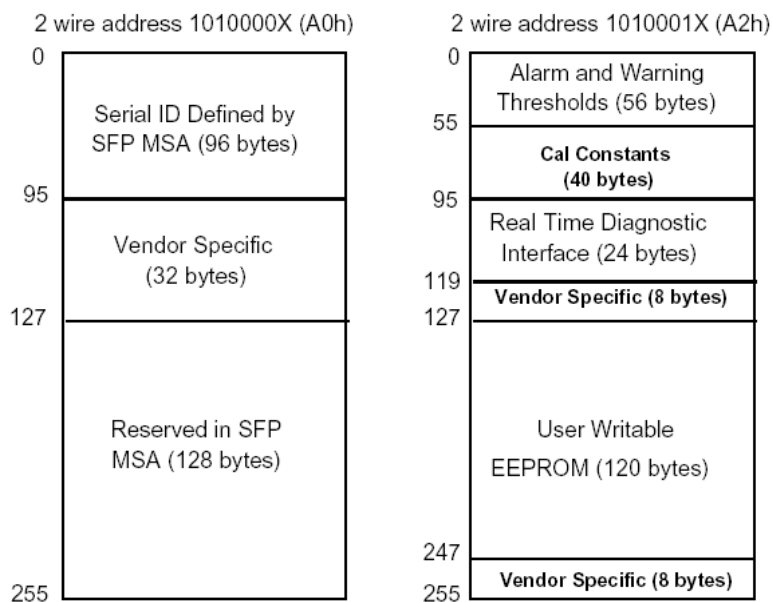 2 wire address 1010000X (A0h)
0
Serial ID Defined by
SFP MSA (96 bytes)
95
Vendor Specific
(32 bytes)
127
Reserved in SFP
MSA (128 bytes)
255
2 wire address 1010001X (A2h)
0
Alarm and Warning
Thresholds (56 bytes)
55
Cal Constants
(40 bytes)
95
Real Time Diagnostic
Interface (24 bytes)
119
Vendor Specific (8 bytes)
127
User Writable
EEPROM (120 bytes)
247
Vendor Specific (8 bytes)
255